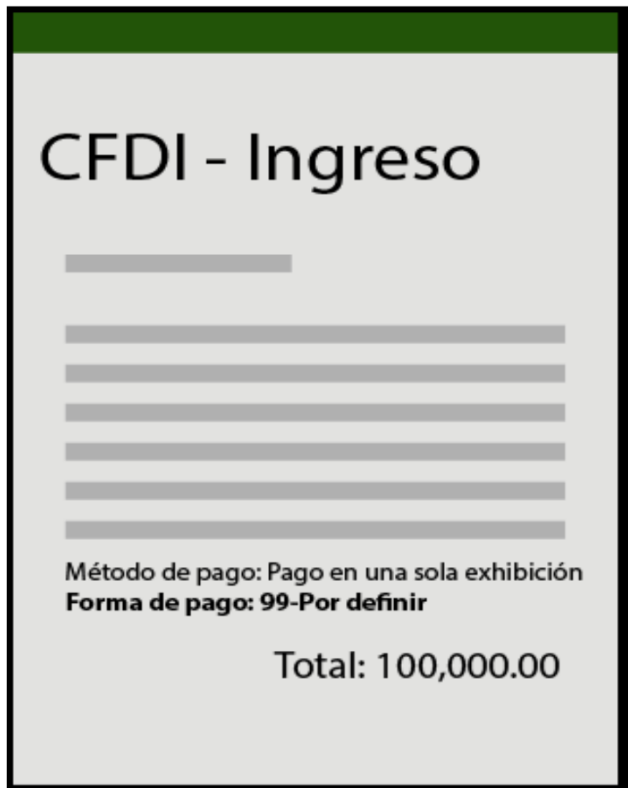 CFDI - Ingreso
Método de pago: Pago en una sola exhibición
Forma de pago: 99-Por definir
Total: 100,000.00